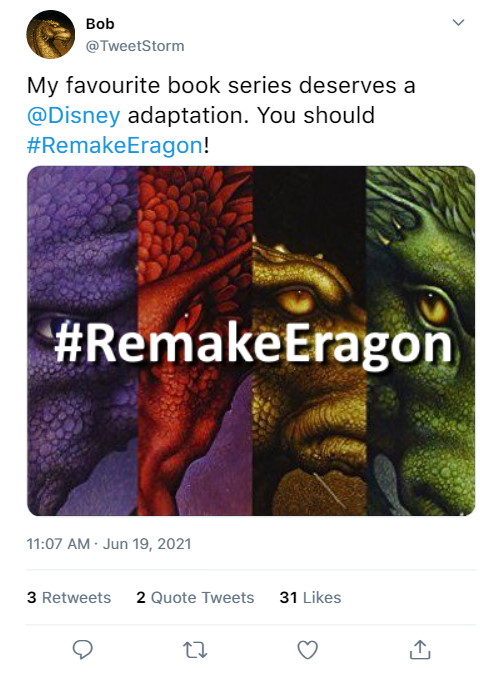 Bob
@TweetStorm
My favourite book series deserves a
@Disney adaptation. You should
#RemakeEragon!
#RemakeEragon
11:07 AM · Jun 19, 2021
3 Retweets 2 Quote Tweets 31 Likes